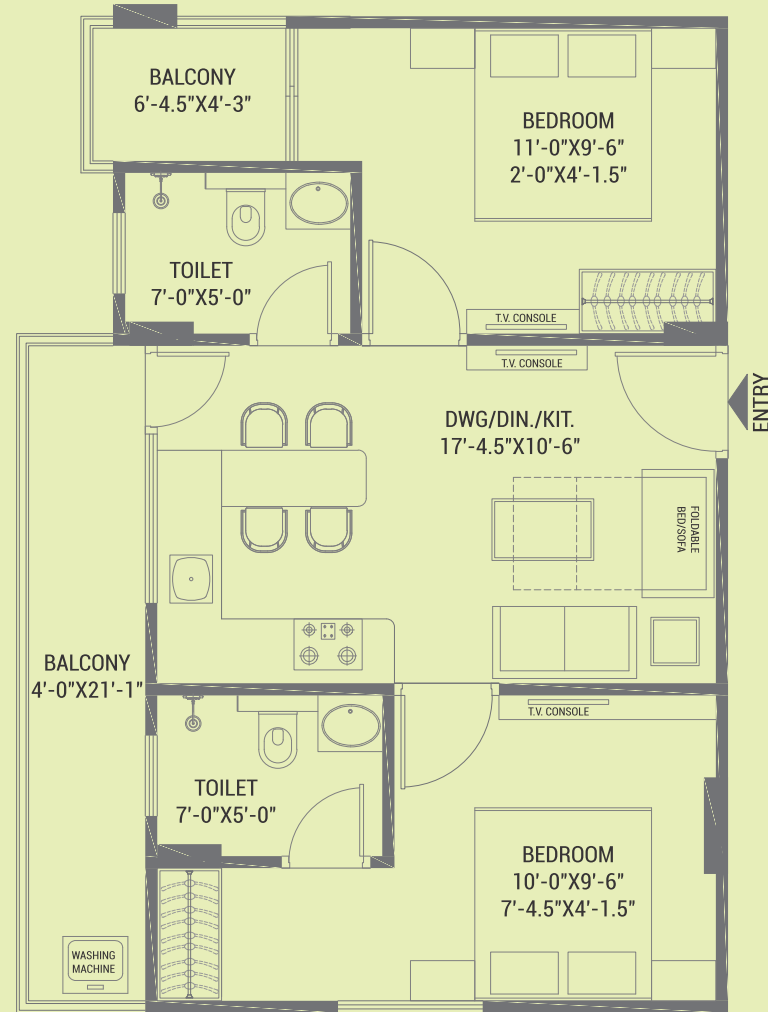 BALCONY
6'-4.5"X4'-3"
BEDROOM
11'-0"X9'-6"
2'-0"X4'-1.5"
TOILET
7'-0"X5'-0"
T.V. CONSOLE
T.V. CONSOLE
ENTRY
DWG/DIN./KIT.
17'-4.5"X10'-6"
FOLDABLE
BED/SOFA
BALCONY
4'-0"X21'-1"
T.V. CONSOLE
TOILET
7'-0"X5'-0"
BEDROOM
10'-0"X9'-6"
7'-4.5"X4'-1.5"
WASHING
MACHINE